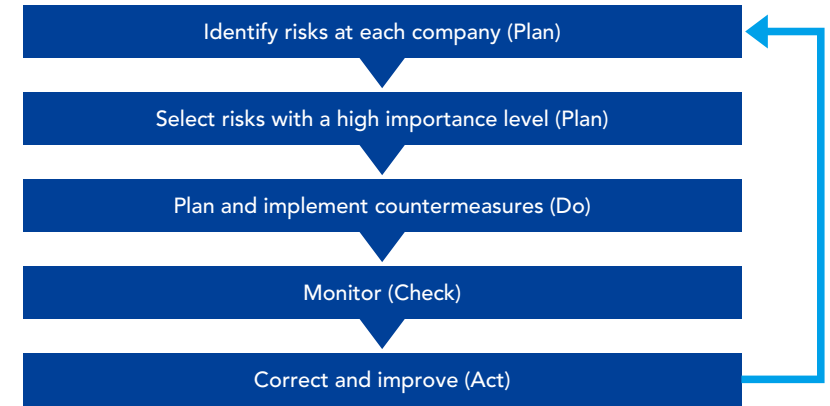 Identify risks at each company (Plan)
Select risks with a high importance level (Plan)
Plan and implement countermeasures (Do)
Monitor (Check)
Correct and improve (Act)